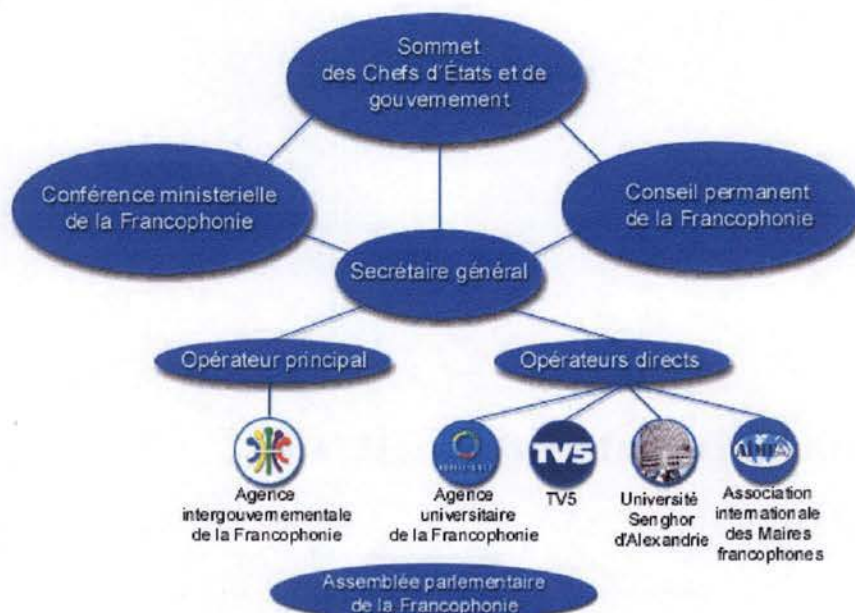 Sommet
des Chefs d'États et de
gouvernement
Conférence ministerielle
de la Francophonie
Conseil permanent
de la Francophonie
Secrétaire général
Opérateur principal
Opérateurs directs
TV5
Agence
intergouvernementale
de la Francophonie
Agence
universitaire
de la Francophonie
TV5
Université
Senghor
d'Alexandrie
Association
internationale
des Maires
francophones
Assemblée parlementaire
de la Francophonie